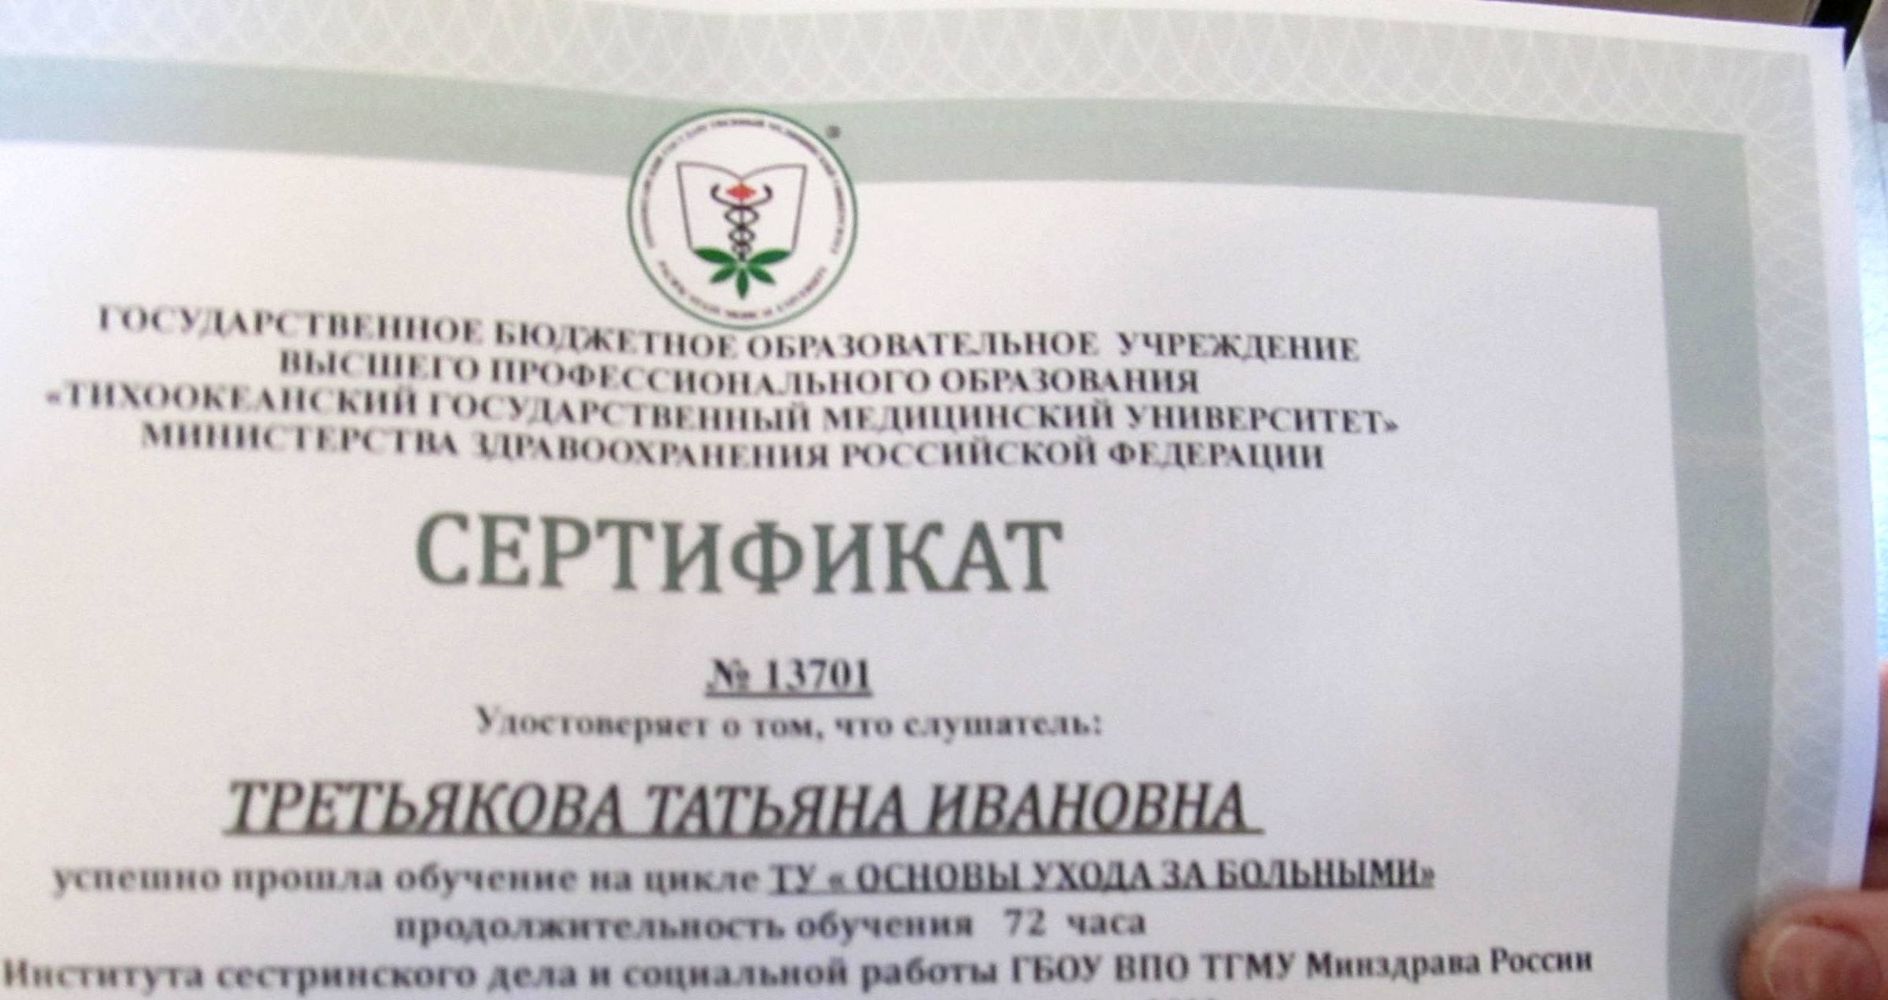 ГОСУДАРСТВЕННОЕ БЮДЖЕТНОЕ ОБРАЗОВАТЕЛЬНОЕ УЧРЕЖДЕНИЕ
ВЫСШЕГО ПРОФЕССИОНАЛЬНОГО ОБРАЗОВАНИЯ
«ТИХООКЕАНСКИЙ ГОСУДАРСТВЕННЫЙ МЕДИЦИНСКИЙ УНИВЕРСИТЕТ»
МИНИСТЕРСТВА ЗДРАВООХРАНЕНИЯ РОССИЙСКОЙ ФЕДЕРАЦИИ
СЕРТИФИКАТ
№ 13701
Удостоверяет о том, что слушатель:
ТРЕТЬЯКОВА ТАТЬЯНА ИВАНОВНА
успешно прошла обучение на цикле ТУ « ОСНОВЫ УХОДА ЗА БОЛЬНЫМИ»
продолжительность обучения 72 часа
Института сестринского дела и социальной работы ГБОУ ВПО ТГМУ Минздрава России